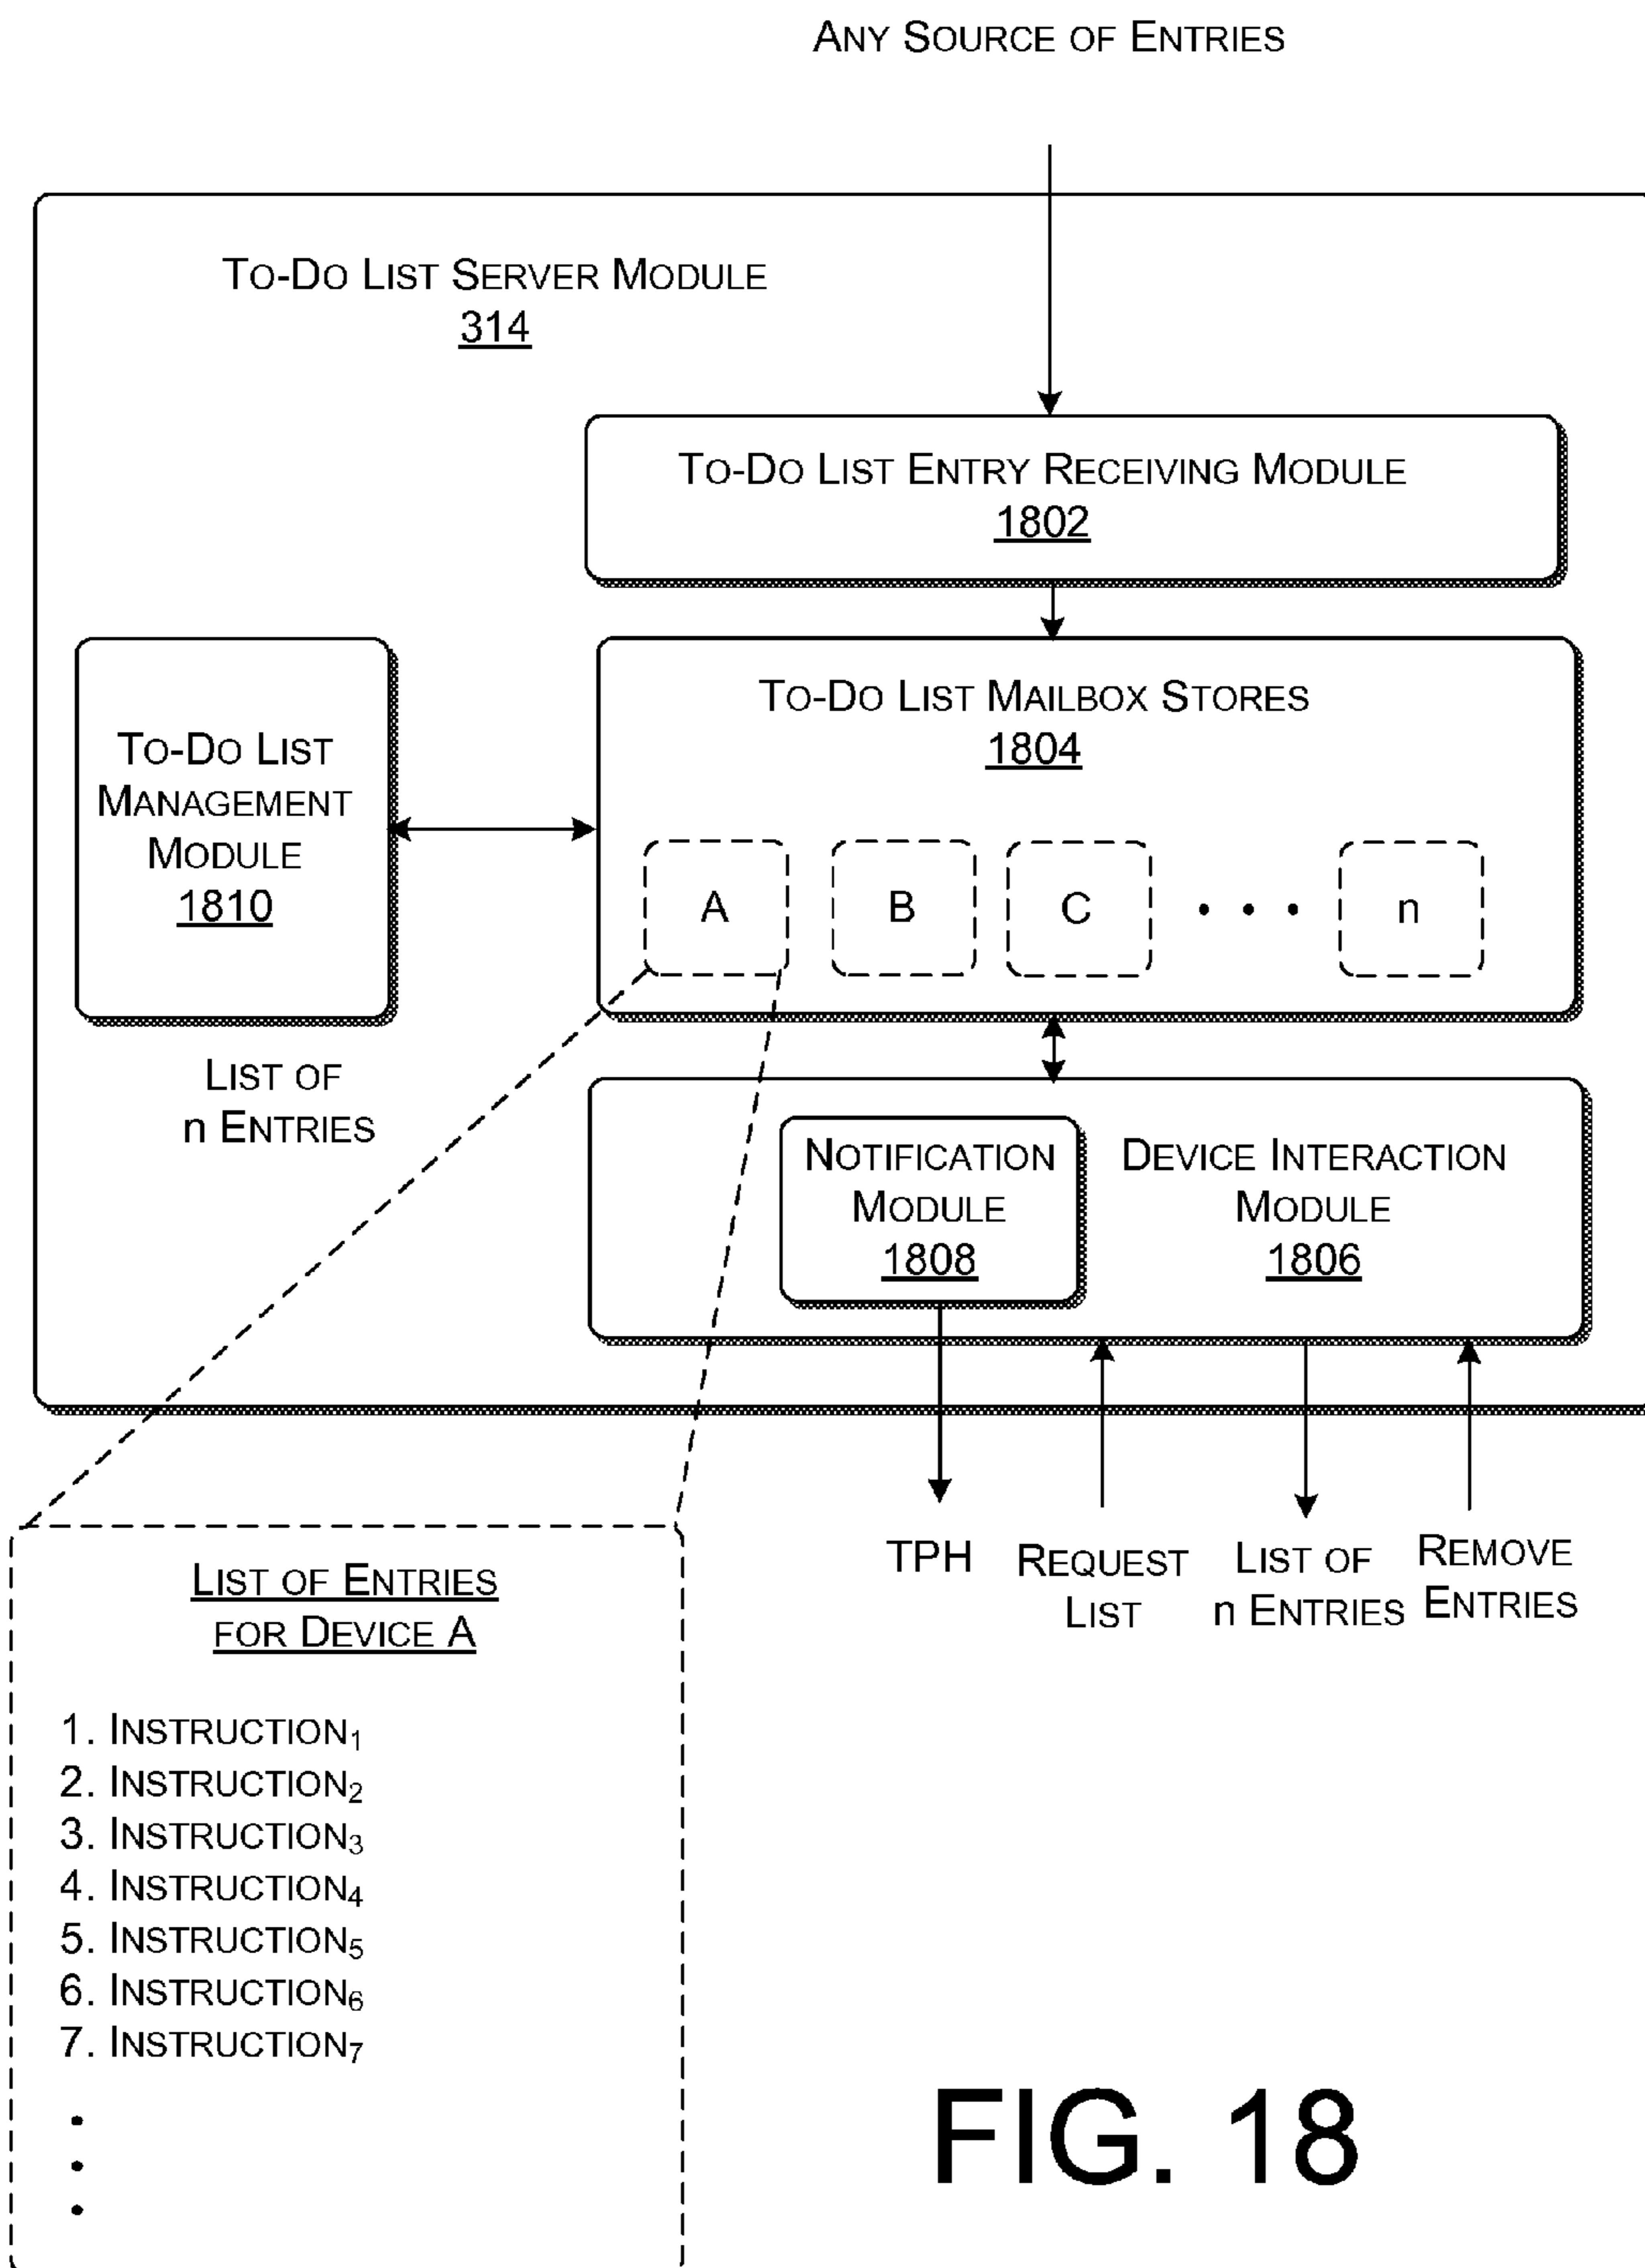 ANY SOURCE OF ENTRIES
TO-DO LIST SERVER MODULE
314
TO-DO LIST ENTRY RECEIVING MODULE
1802
TO-DO LIST MAILBOX STORES
1804
A B C • • • n
TO-DO LIST
MANAGEMENT
MODULE
1810
LIST OF
n ENTRIES
NOTIFICATION
MODULE
1808
DEVICE INTERACTION
MODULE
1806
TPH
REQUEST
LIST
LIST OF
n ENTRIES
REMOVE
ENTRIES
LIST OF ENTRIES
FOR DEVICE A
1. INSTRUCTION₁
2. INSTRUCTION₂
3. INSTRUCTION₃
4. INSTRUCTION₄
5. INSTRUCTION₅
6. INSTRUCTION₆
7. INSTRUCTION₇
•
•
•
FIG. 18